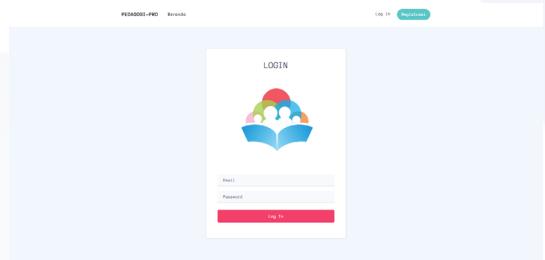 PEDAGOGI-PRO Beranda Log In Registrasi
LOGIN
Email
Password
Log In